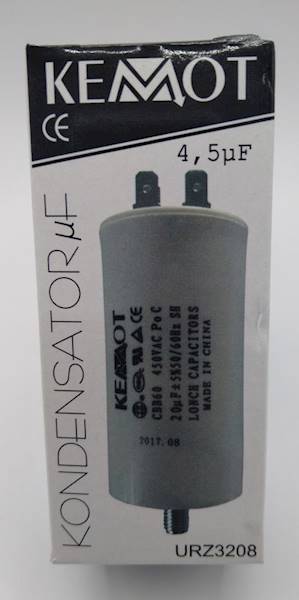 KEMOT
CE
4,5µF
KONDENSATOR µF
KEMOT
CBB60 450VAC Po C
20µF±5%50/60Hz SH
LONCH CAPACITORS
MADE IN CHINA
2017.08
URZ3208